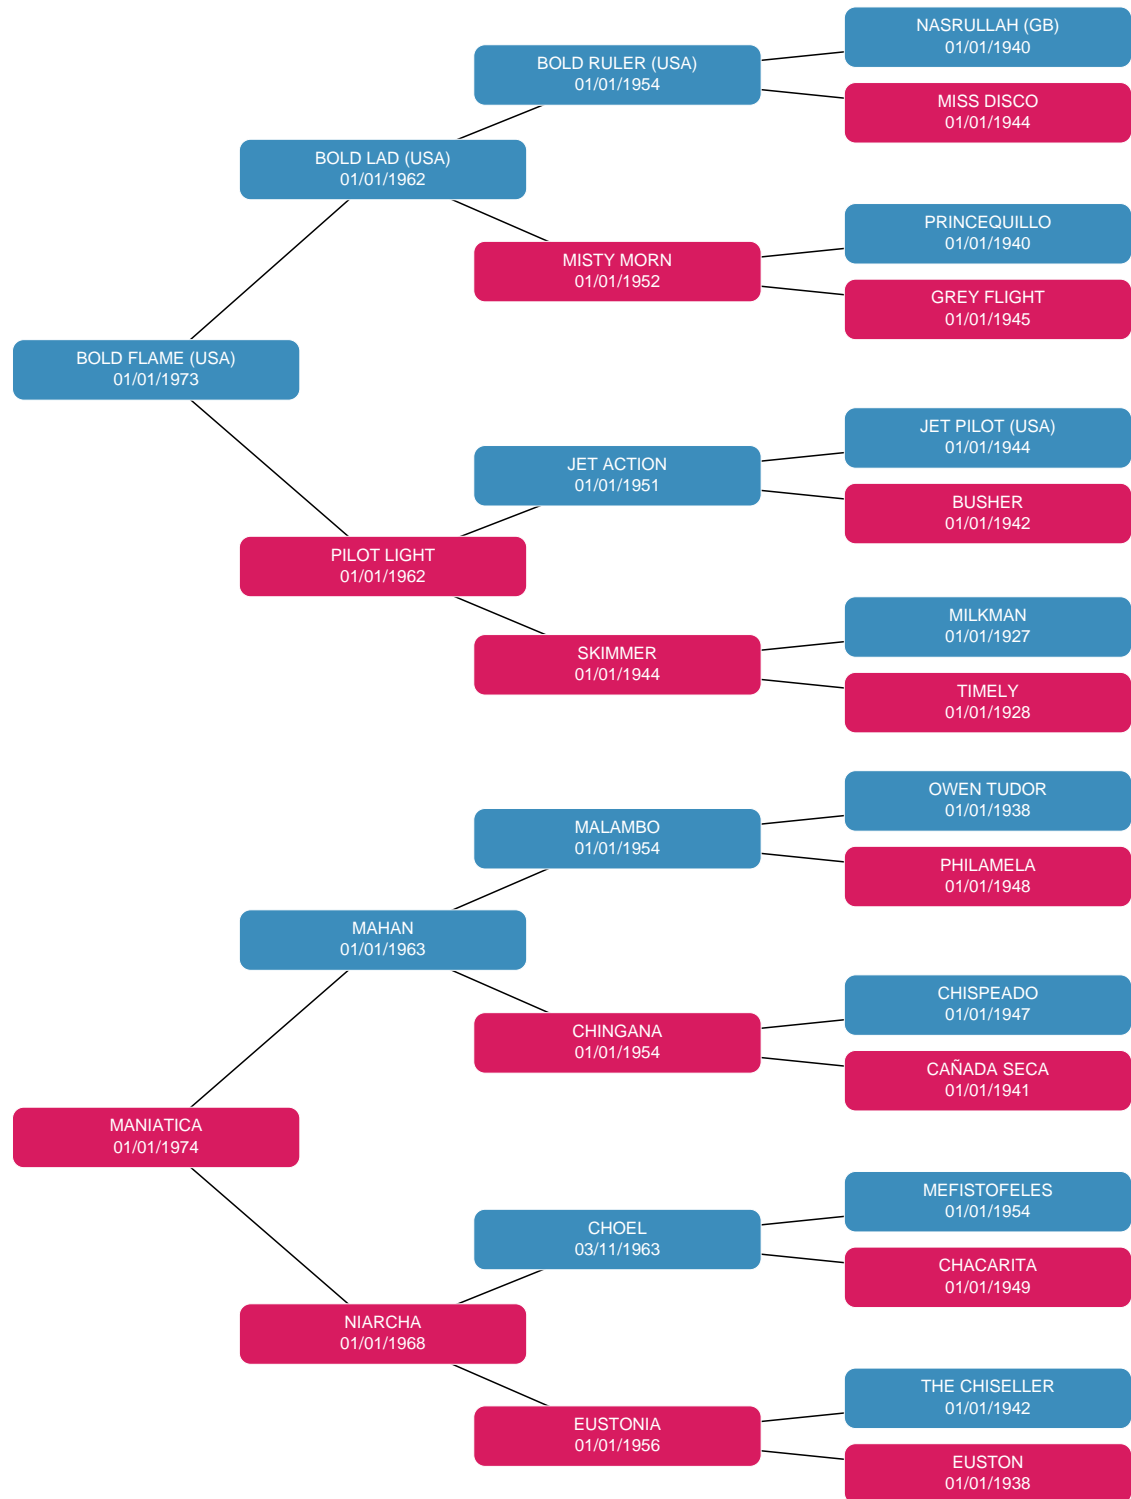 NASRULLAH (GB)
01/01/1940
BOLD RULER (USA)
01/01/1954
MISS DISCO
01/01/1944
BOLD LAD (USA)
01/01/1962
PRINCEQUILLO
01/01/1940
MISTY MORN
01/01/1952
GREY FLIGHT
01/01/1945
BOLD FLAME (USA)
01/01/1973
JET PILOT (USA)
01/01/1944
JET ACTION
01/01/1951
BUSHER
01/01/1942
PILOT LIGHT
01/01/1962
MILKMAN
01/01/1927
SKIMMER
01/01/1944
TIMELY
01/01/1928
OWEN TUDOR
01/01/1938
MALAMBO
01/01/1954
PHILAMELA
01/01/1948
MAHAN
01/01/1963
CHISPEADO
01/01/1947
CHINGANA
01/01/1954
CAÑADA SECA
01/01/1941
MANIATICA
01/01/1974
MEFISTOFELES
01/01/1954
CHOEL
03/11/1963
CHACARITA
01/01/1949
NIARCHA
01/01/1968
THE CHISELLER
01/01/1942
EUSTONIA
01/01/1956
EUSTON
01/01/1938